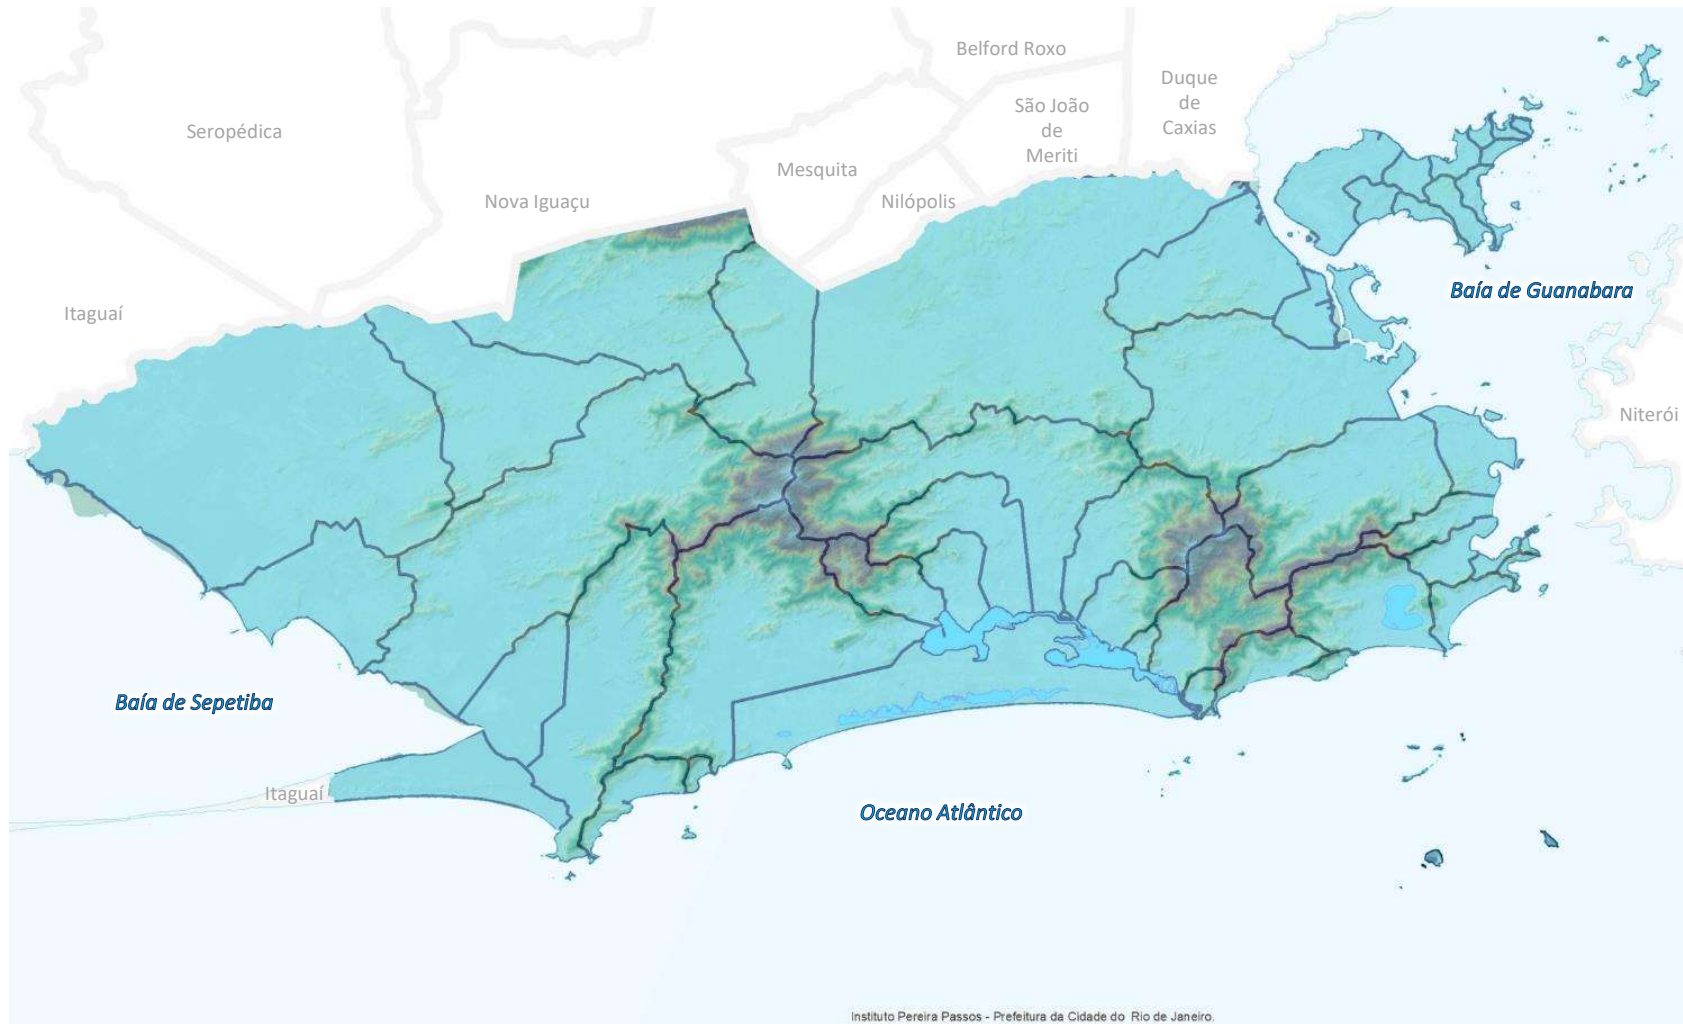 Belford Roxo
Duque
de
Caxias
São João
de
Meriti
Seropédica
Mesquita
Nova Iguaçu
Nilópolis
Baía de Guanabara
Itaguaí
Niterói
Baía de Sepetiba
Itaguaí
Oceano Atlântico
Instituto Pereira Passos - Prefeitura da Cidade do Rio de Janeiro.